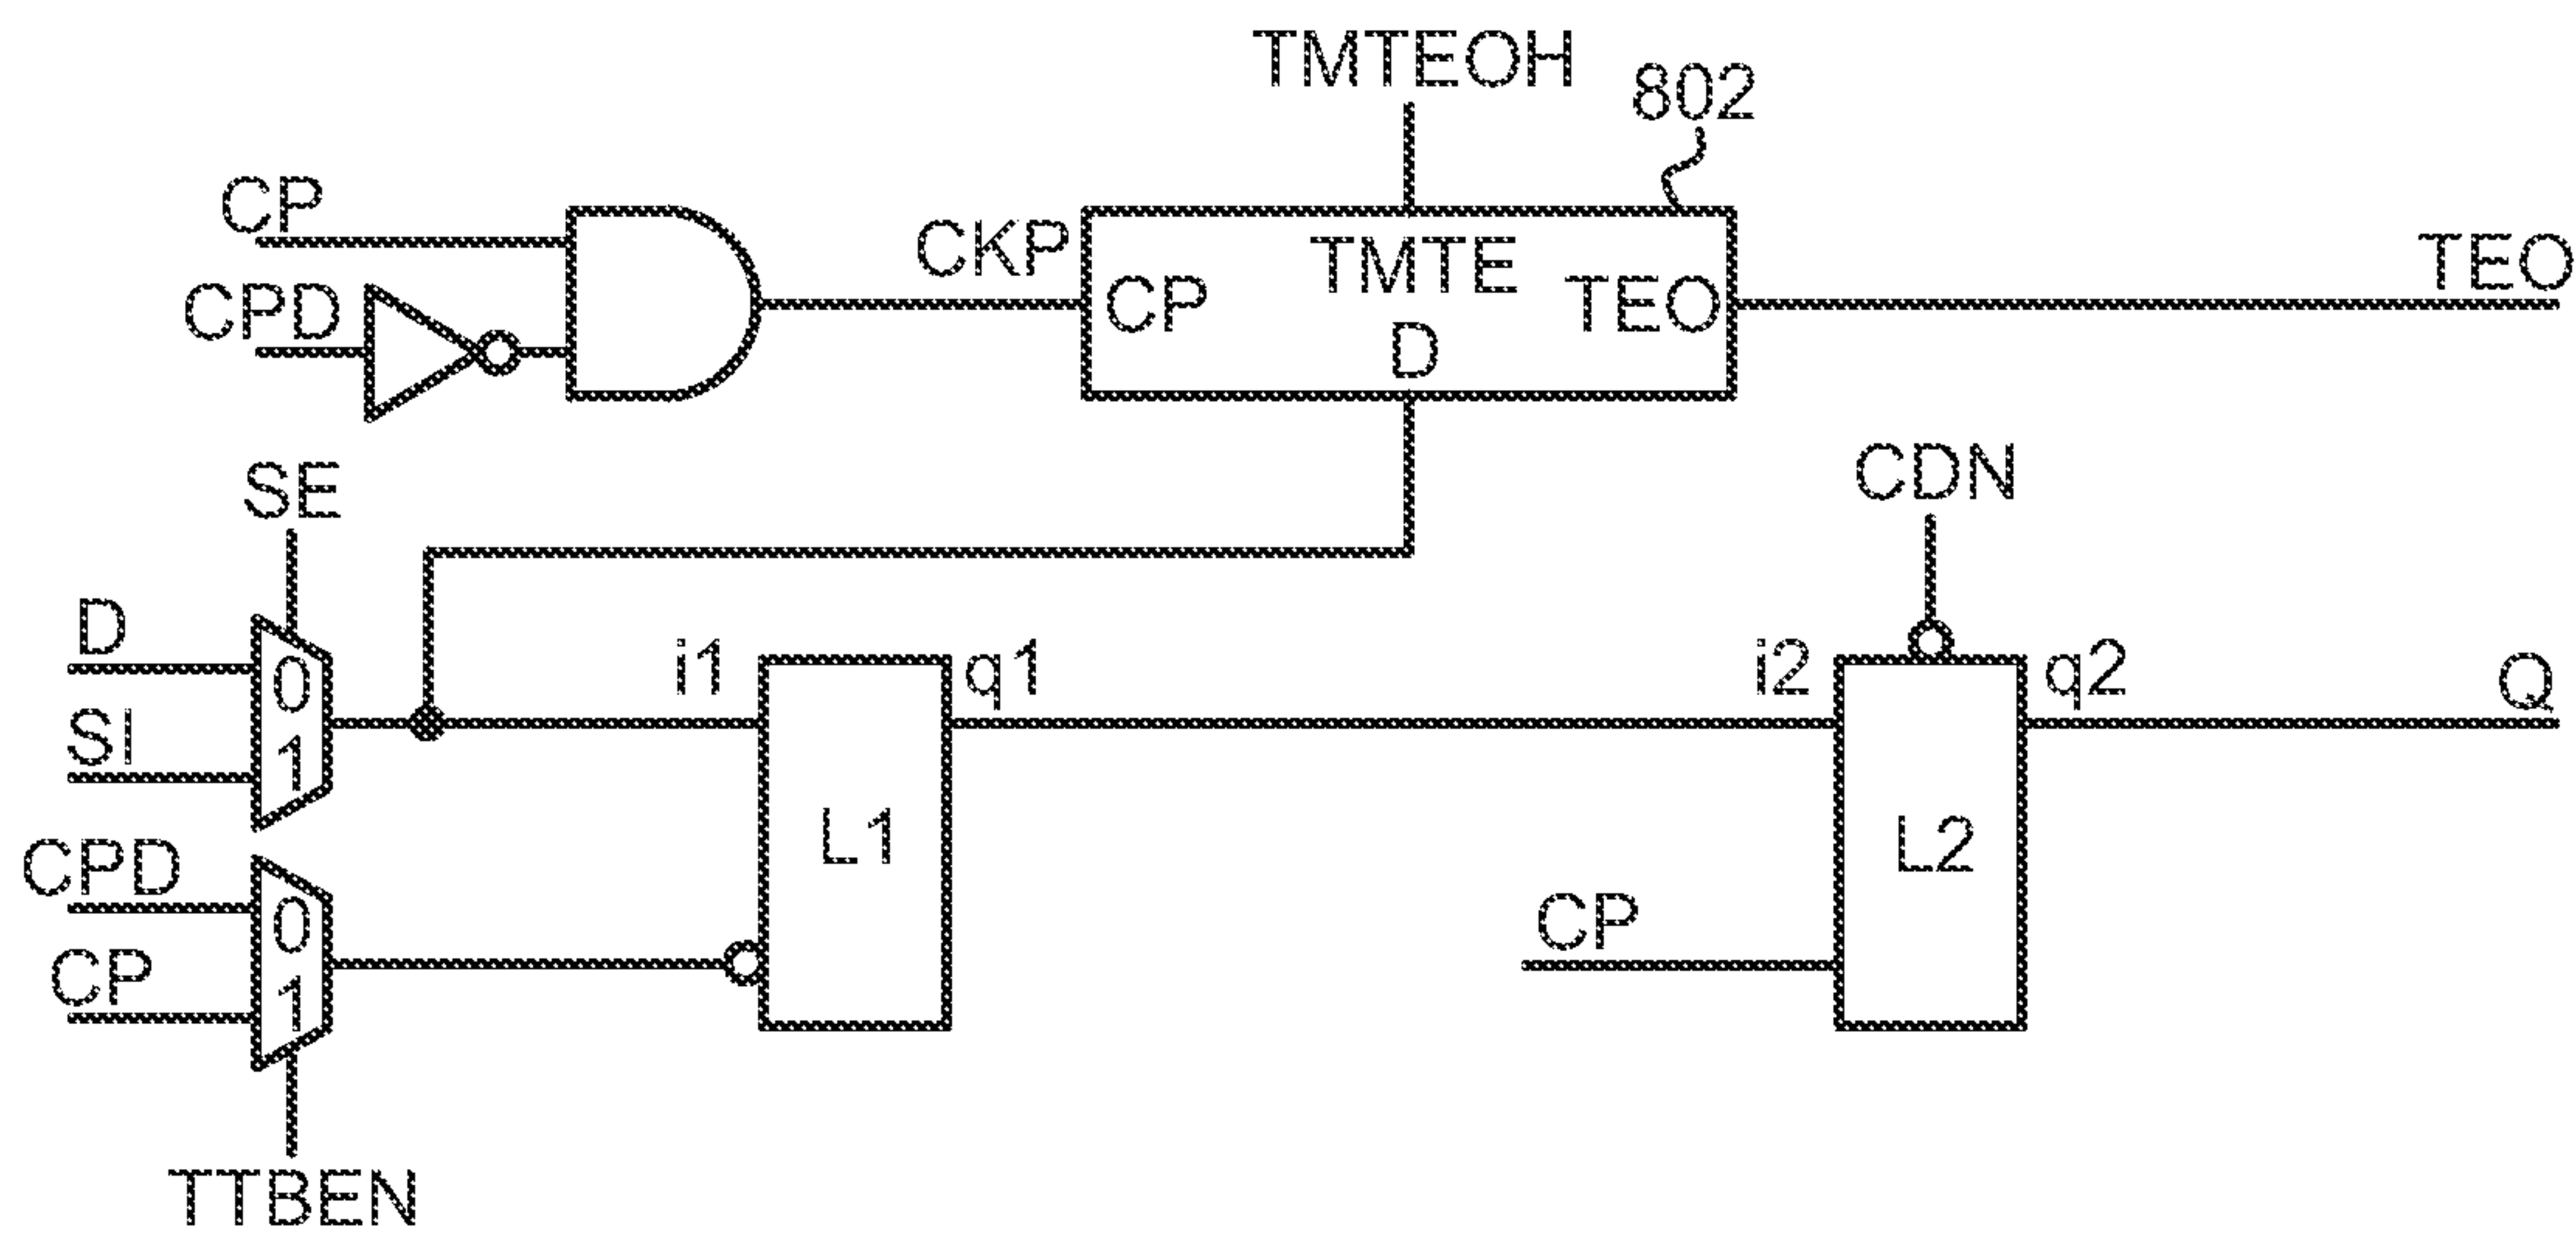 TMTEOH
802
CP
CKP
TMTE
TEO
CPD
CP
TEO
D
SE
CDN
D
0
i1
q1
i2
q2
Q
SI
1
L1
L2
CPD
0
CP
CP
1
TTBEN